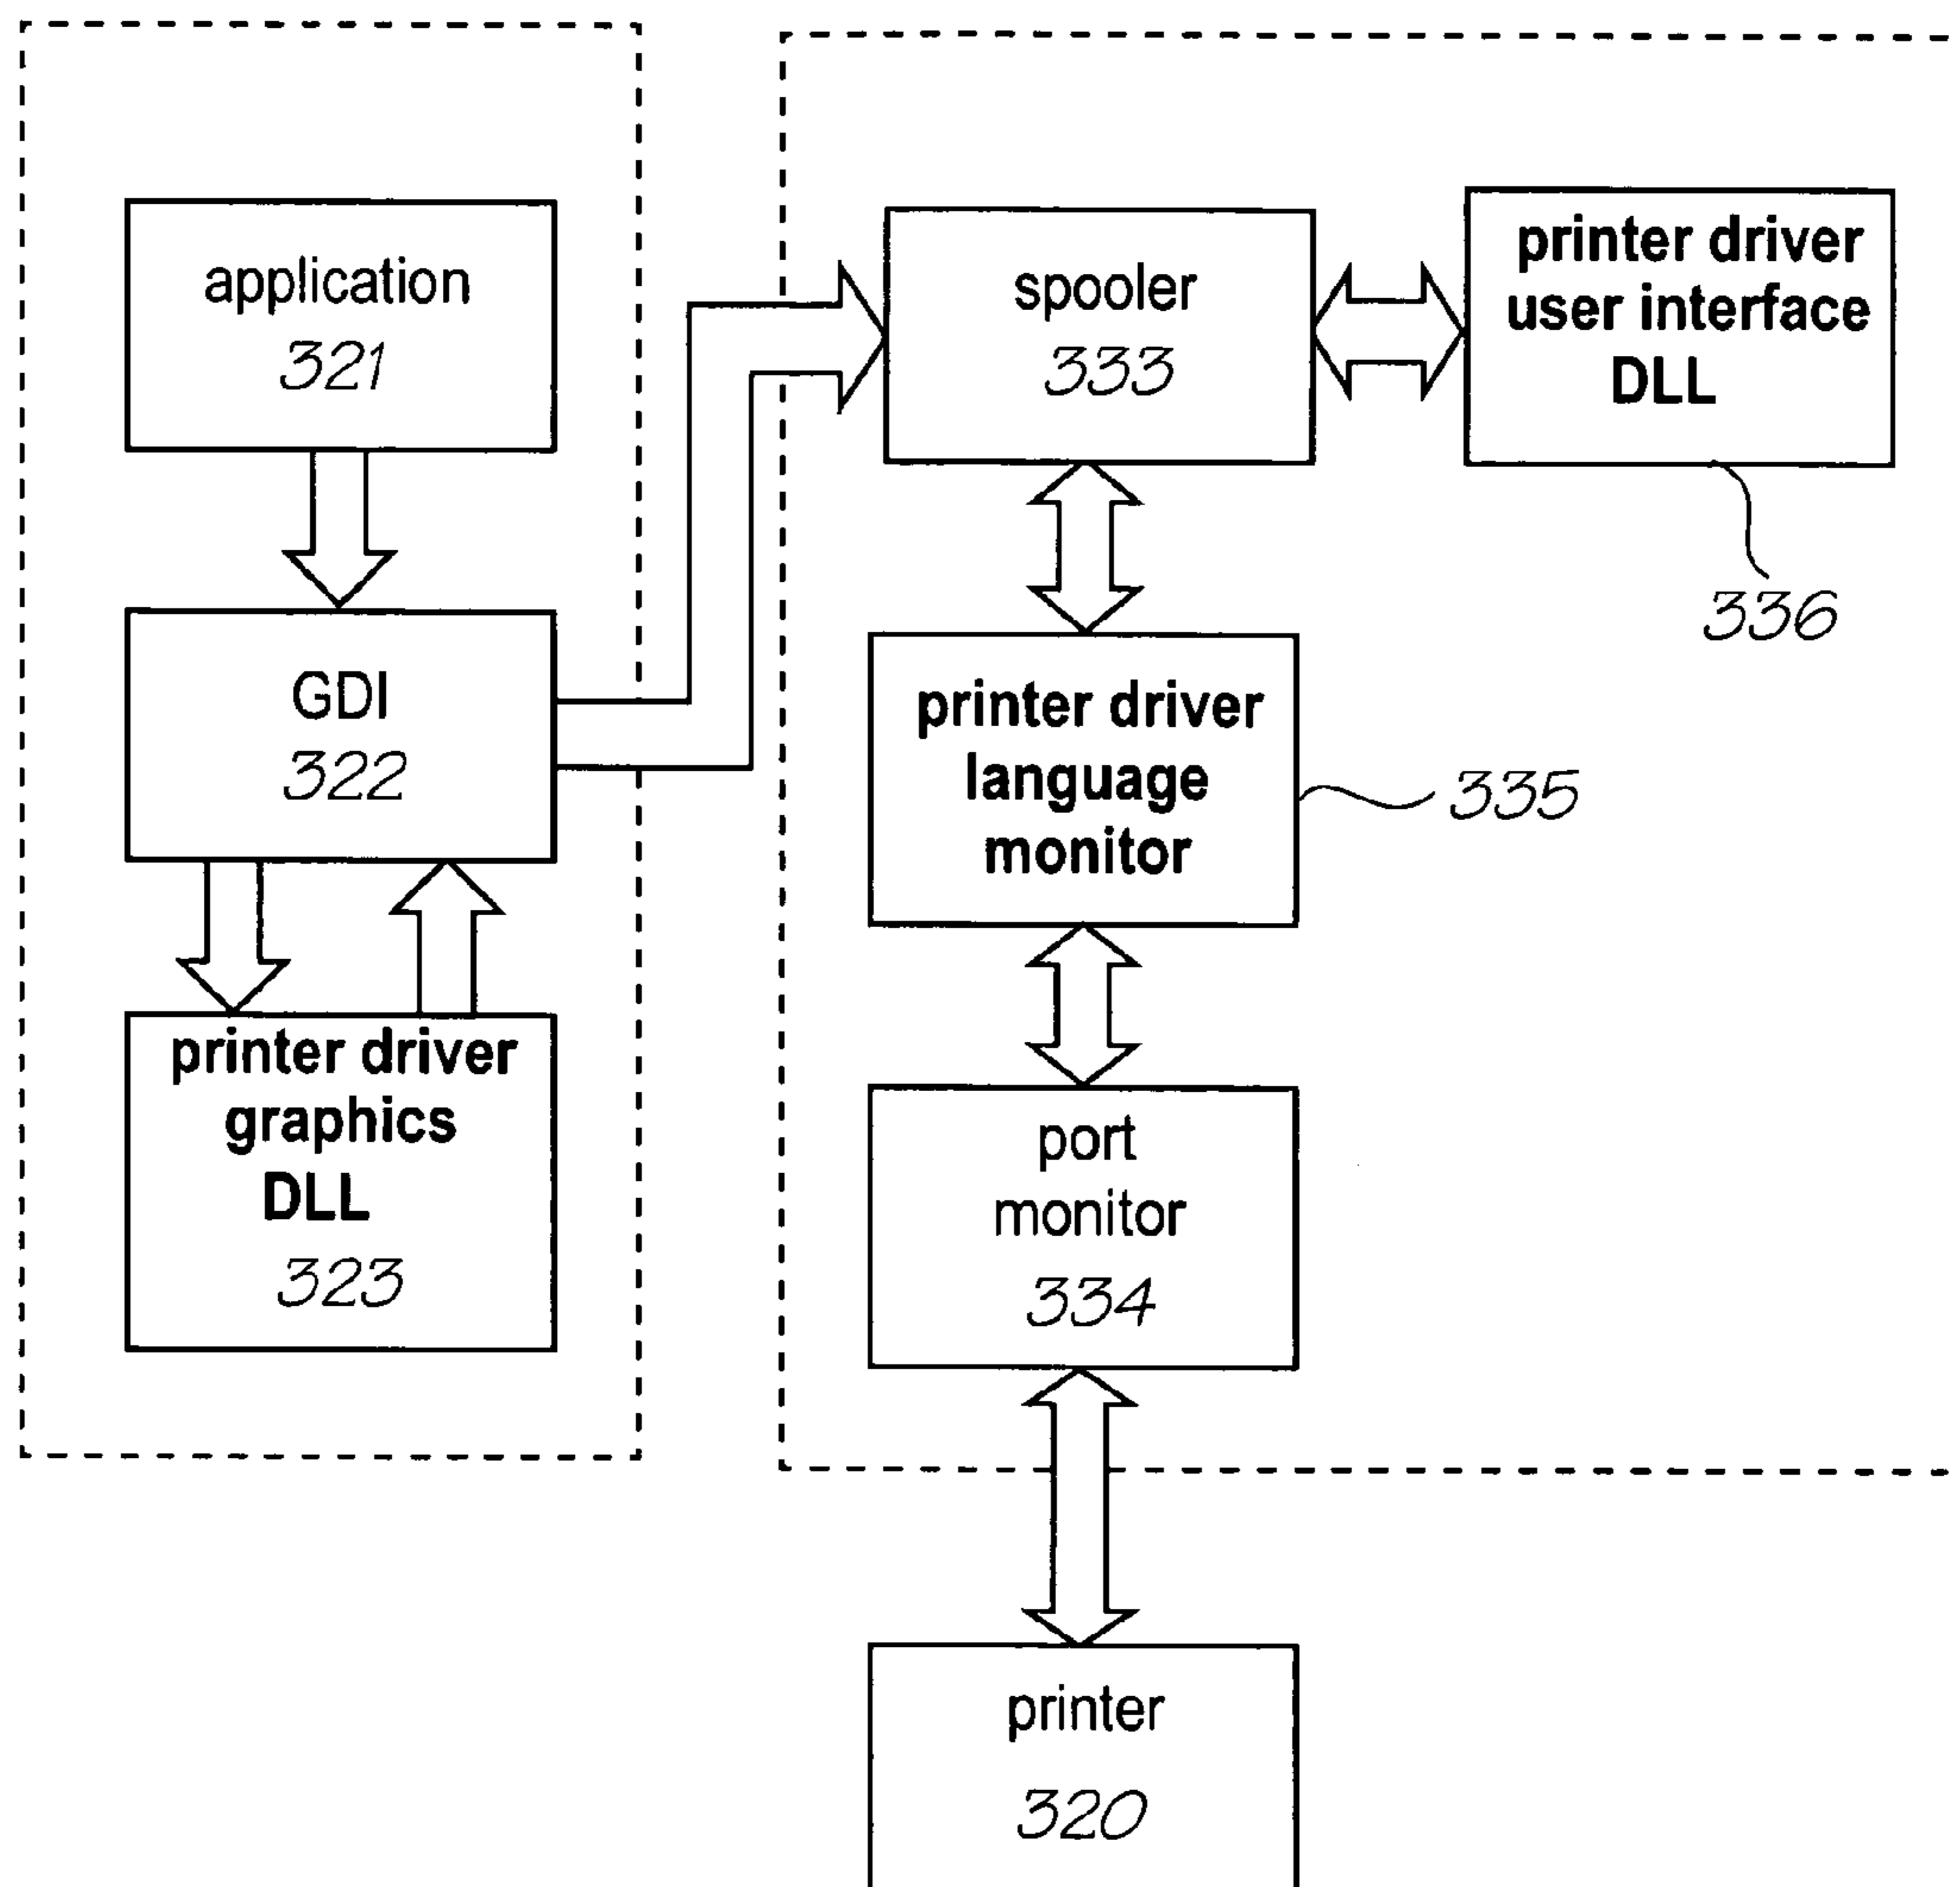 application
321
GDI
322
printer driver
graphics
DLL
323
spooler
333
printer driver
user interface
DLL
336
printer driver
language
monitor
335
port
monitor
334
printer
320